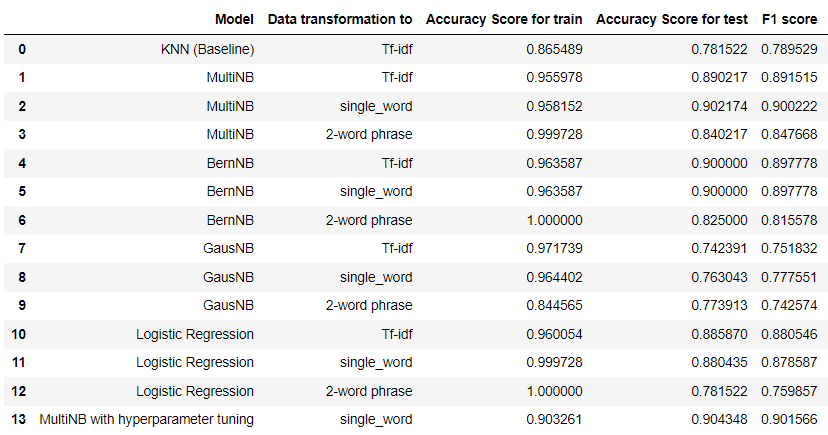 Model Data transformation to Accuracy Score for train Accuracy Score for test F1 score
0 KNN (Baseline) Tf-idf 0.865489 0.781522 0.789529
1 MultiNB Tf-idf 0.955978 0.890217 0.891515
2 MultiNB single_word 0.958152 0.902174 0.900222
3 MultiNB 2-word phrase 0.999728 0.840217 0.847668
4 BernNB Tf-idf 0.963587 0.900000 0.897778
5 BernNB single_word 0.963587 0.900000 0.897778
6 BernNB 2-word phrase 1.000000 0.825000 0.815578
7 GausNB Tf-idf 0.971739 0.742391 0.751832
8 GausNB single_word 0.964402 0.763043 0.777551
9 GausNB 2-word phrase 0.844565 0.773913 0.742574
10 Logistic Regression Tf-idf 0.960054 0.885870 0.880546
11 Logistic Regression single_word 0.999728 0.880435 0.878587
12 Logistic Regression 2-word phrase 1.000000 0.781522 0.759857
13 MultiNB with hyperparameter tuning single_word 0.903261 0.904348 0.901566